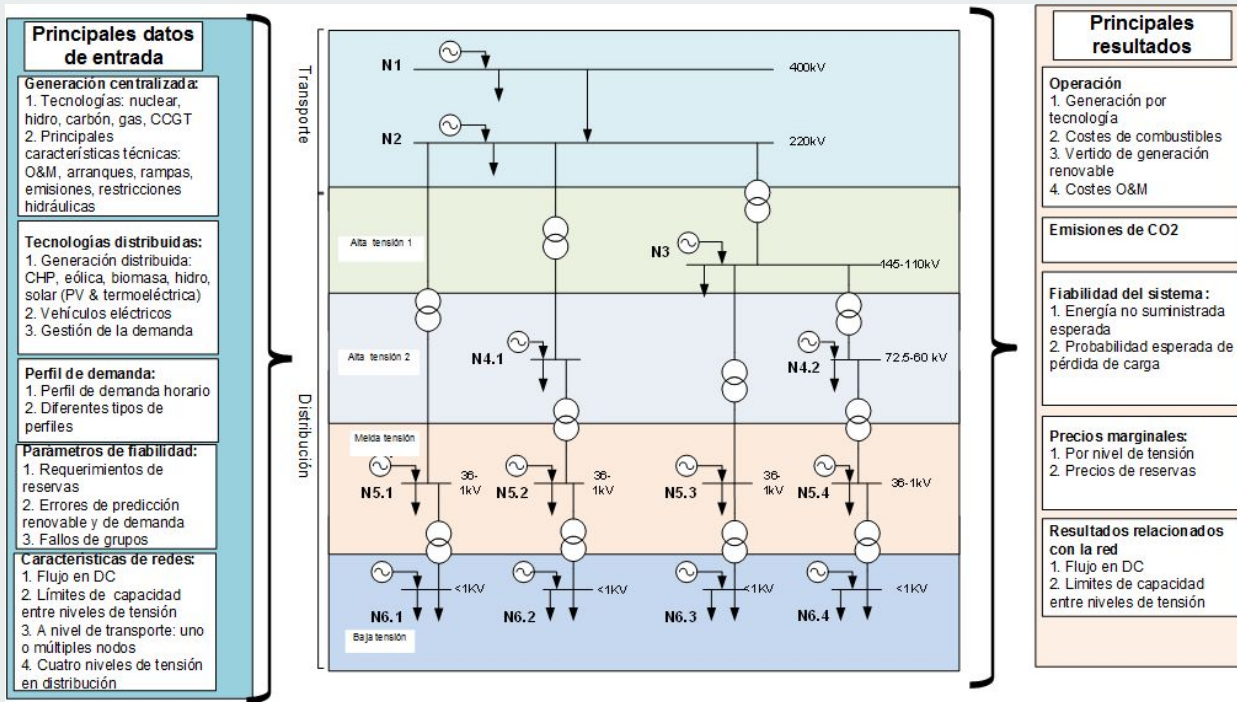 Principales datos
de entrada
Generación centralizada:
1. Tecnologías: nuclear,
hidro, carbón, gas, CCGT
2. Principales
características técnicas:
O&M, arranques, rampas,
emisiones, restricciones
hidráulicas
Tecnologías distribuidas:
1. Generación distribuida:
CHP, eólica, biomasa, hidro,
solar (PV & termoeléctrica)
2. Vehículos eléctricos
3. Gestión de la demanda
Perfil de demanda:
1. Perfil de demanda horario
2. Diferentes tipos de
perfiles
Parámetros de fiabilidad:
1. Requerimientos de
reservas
2. Errores de predicción
renovable y de demanda
3. Fallos de grupos
Características de redes:
1. Flujo en DC
2. Límites de capacidad
entre niveles de tensión
3. A nivel de transporte: uno
o múltiples nodos
4. Cuatro niveles de tensión
en distribución
Transporte
Distribución
N1
400kV
N2
220kV
Alta tensión 1
N3
145-110kV
Alta tensión 2
N4.1
N4.2
72.5-60 kV
Meida tensión
N5.1
36-
1kV
N5.2
36-
1kV
N5.3
36-
1kV
N5.4
36-1kV
N6.1
<1KV
N6.2
<1KV
N6.3
<1KV
N6.4
<1KV
Baja tensión
Principales
resultados
Operación
1. Generación por
tecnología
2. Costes de combustibles
3. Vertido de generación
renovable
4. Costes O&M
Emisiones de CO2
Fiabilidad del sistema:
1. Energía no suministrada
esperada
2. Probabilidad esperada de
pérdida de carga
Precios marginales:
1. Por nivel de tensión
2. Precios de reservas
Resultados relacionados
con la red
1. Flujo en DC
2. Limites de capacidad
entre niveles de tensión